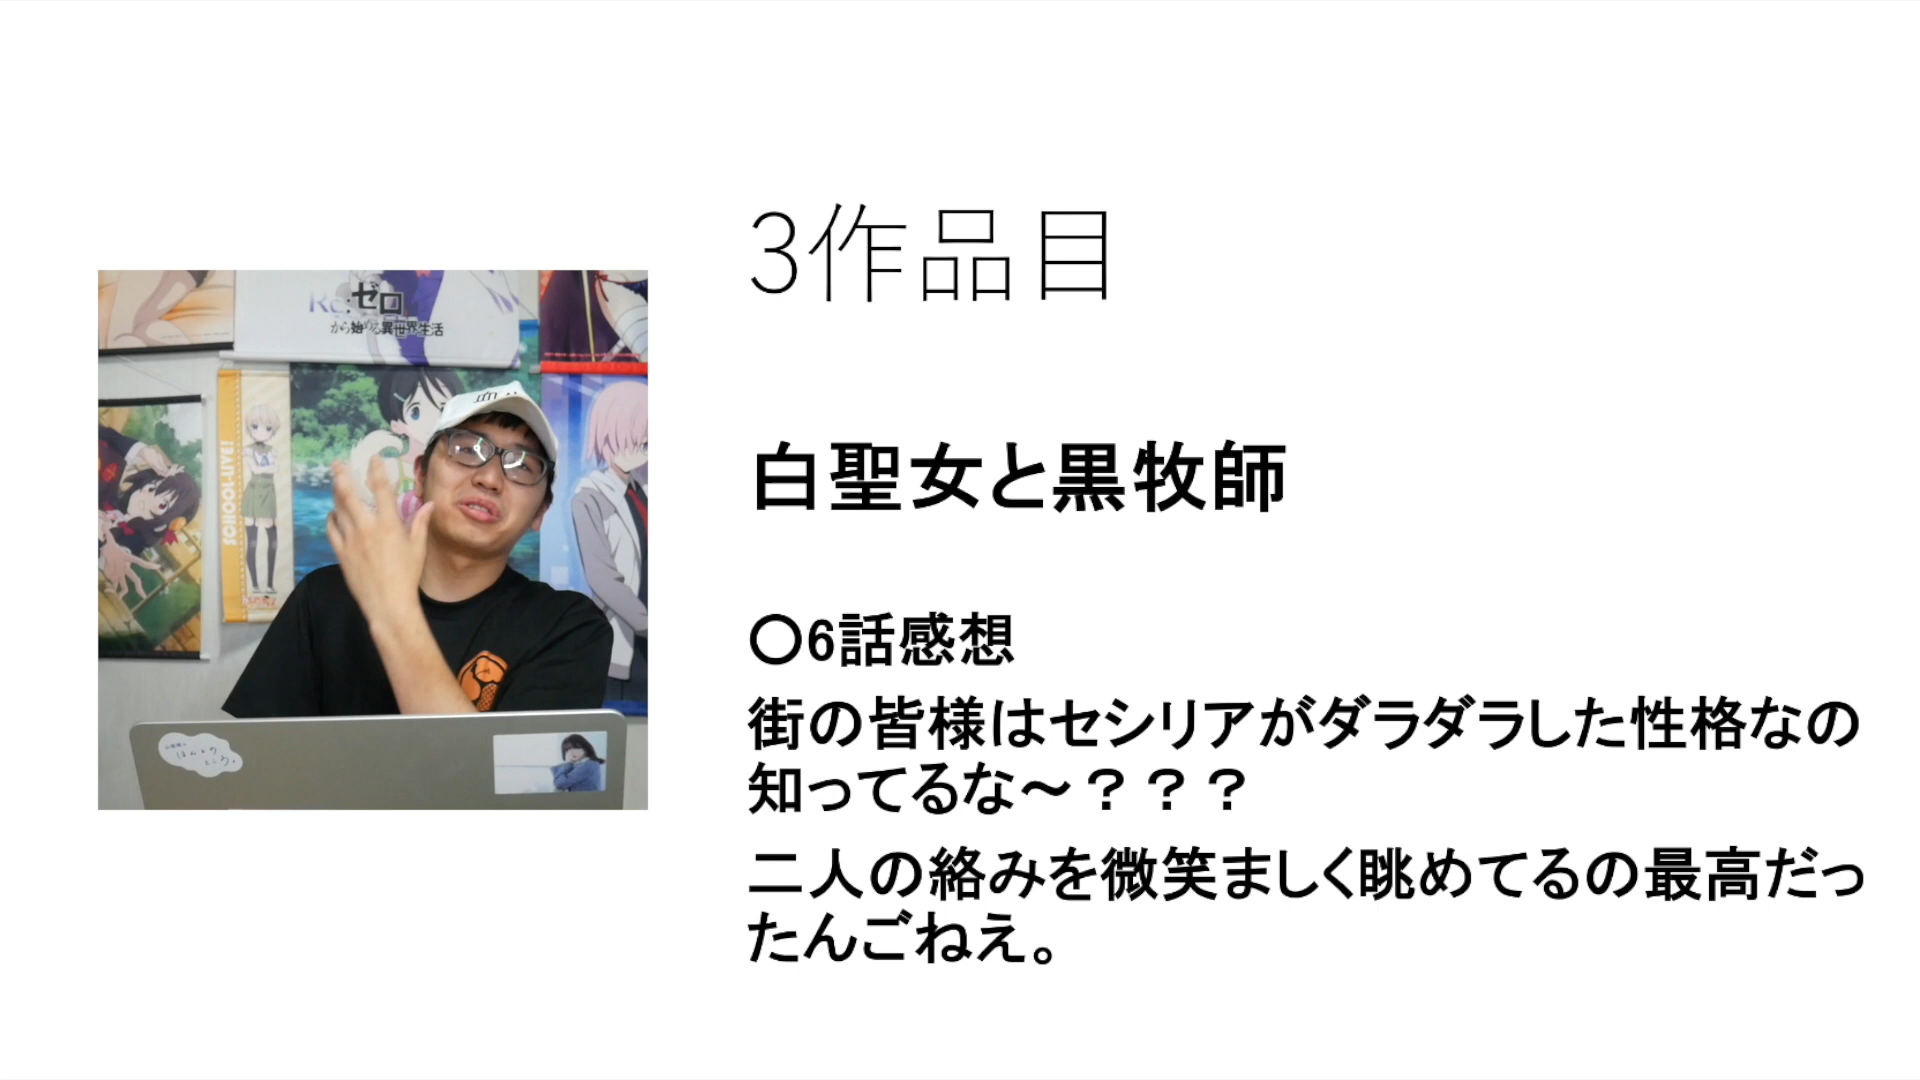 3作品目
白聖女と黒牧師
〇6話感想
街の皆様はセシリアがダラダラした性格なの
知ってるな～？？？
二人の絡みを微笑ましく眺めてるの最高だっ
たんごねえ。
Re:ゼロ
から始める異世界生活
SCHOOL-LIVE!